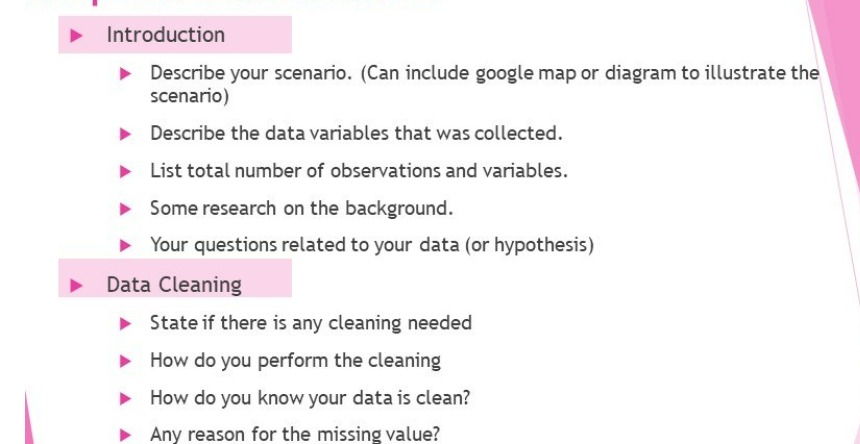 Introduction
Describe your scenario. (Can include google map or diagram to illustrate the
scenario)
Describe the data variables that was collected.
List total number of observations and variables.
Some research on the background.
Your questions related to your data (or hypothesis)
Data Cleaning
State if there is any cleaning needed
How do you perform the cleaning
How do you know your data is clean?
Any reason for the missing value?